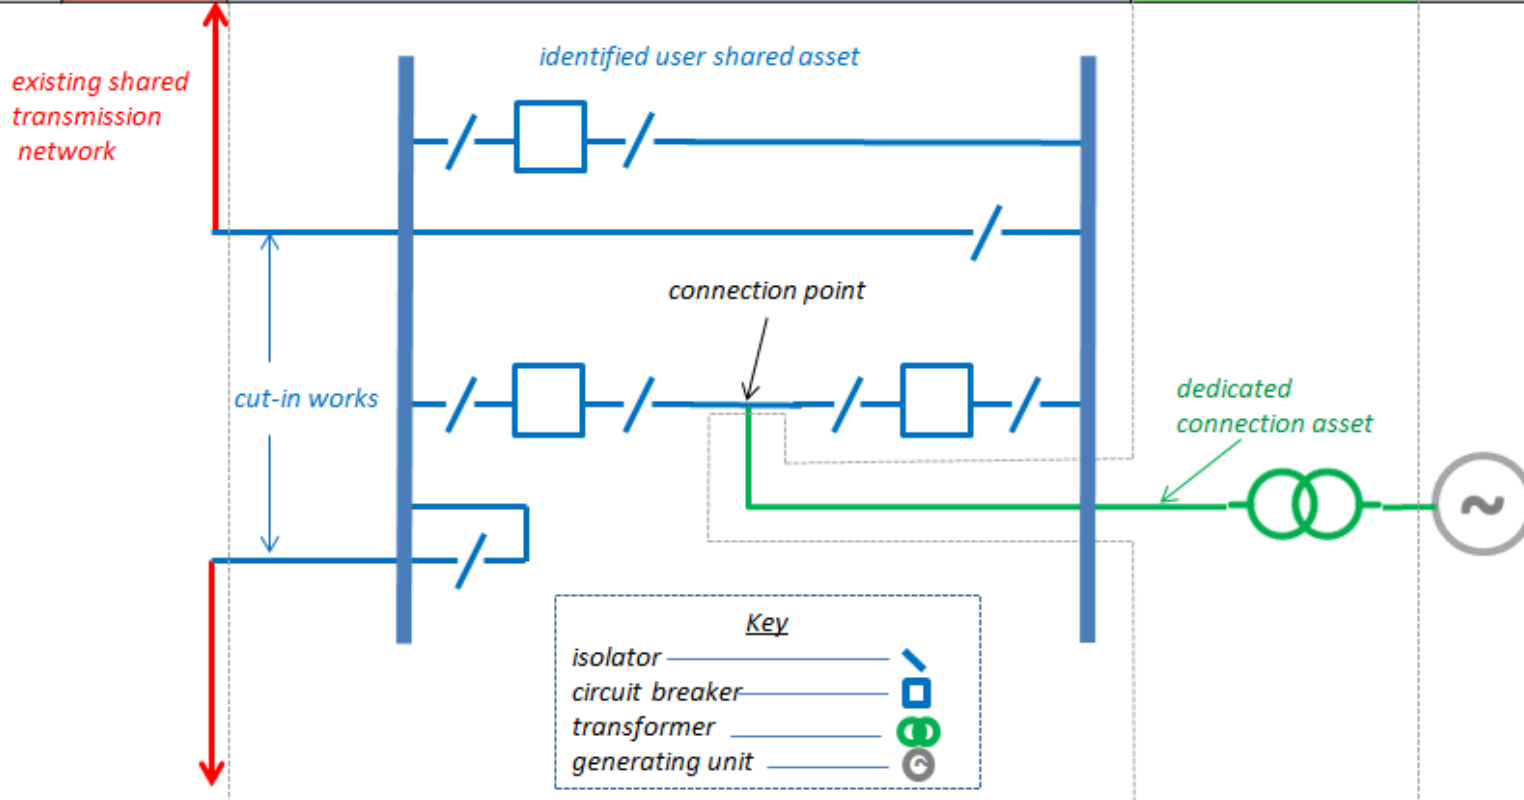 identified user shared asset
existing shared
transmission
network
connection point
cut-in works
dedicated
connection asset
Key
isolator
circuit breaker
transformer
generating unit